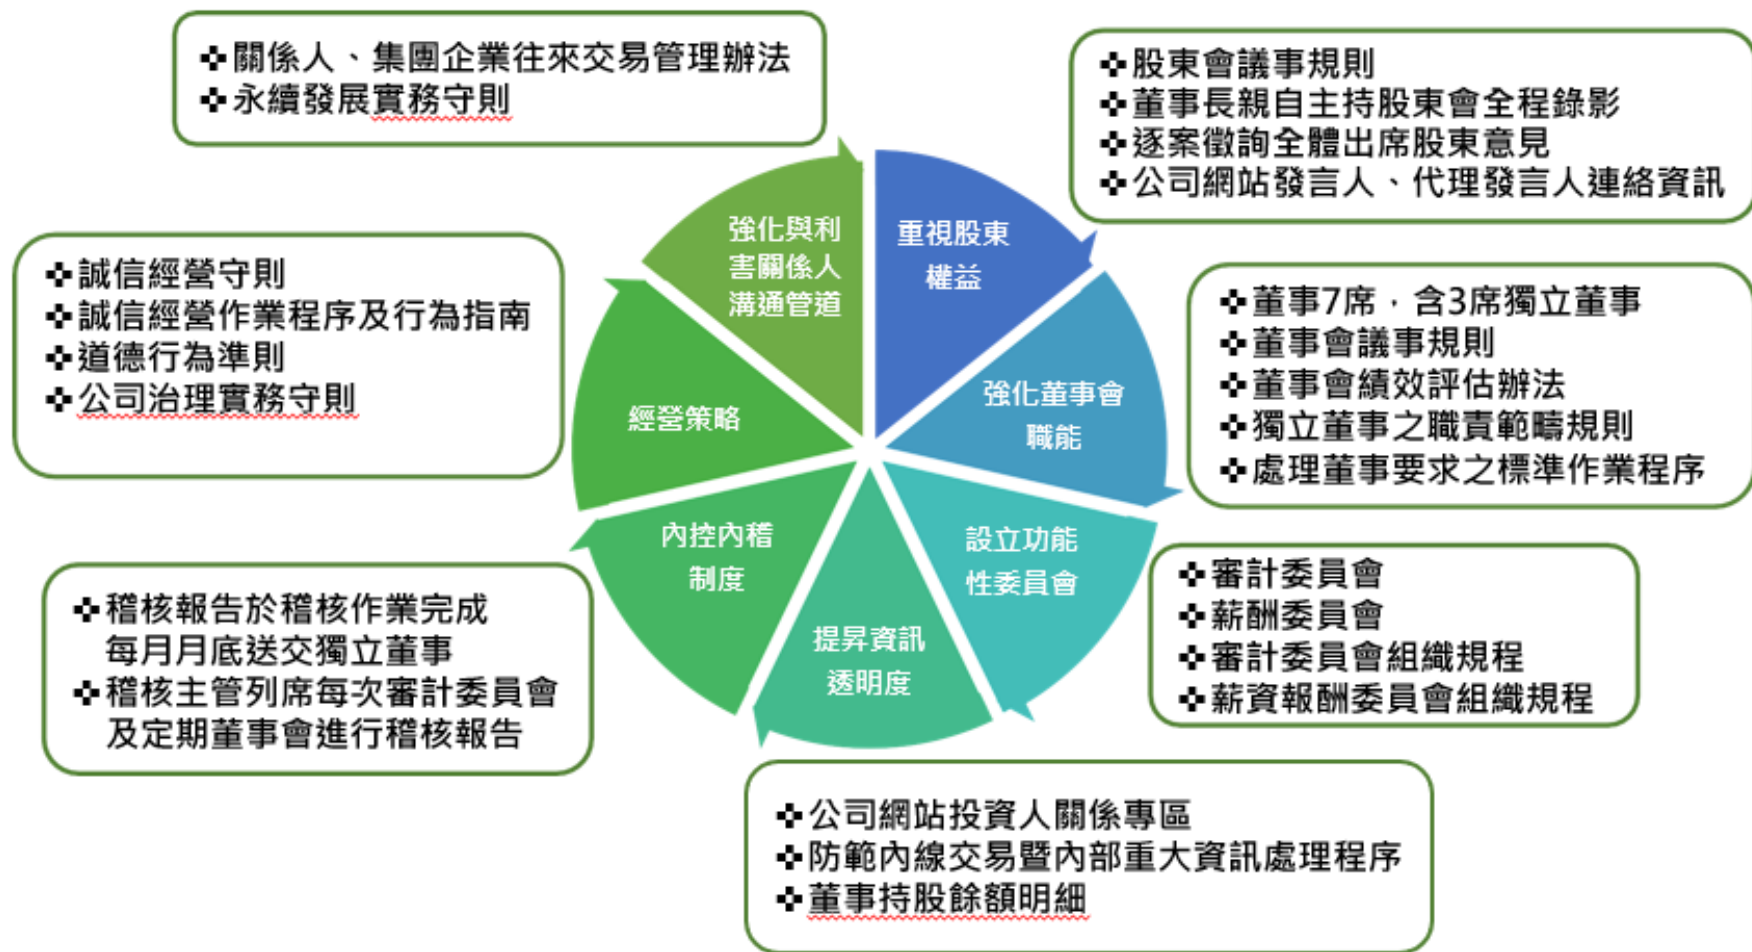 ❖關係人、集團企業往來交易管理辦法
❖永續發展實務守則
❖股東會議事規則
❖董事長親自主持股東會全程錄影
❖逐案徵詢全體出席股東意見
❖公司網站發言人、代理發言人連絡資訊
強化與利
害關係人
溝通管道
重視股東
權益
❖誠信經營守則
❖誠信經營作業程序及行為指南
❖道德行為準則
❖公司治理實務守則
❖董事7席，含3席獨立董事
❖董事會議事規則
❖董事會績效評估辦法
❖獨立董事之職責範疇規則
❖處理董事要求之標準作業程序
經營策略
強化董事會
職能
內控內稽
制度
設立功能
性委員會
提昇資訊
透明度
❖稽核報告於稽核作業完成
每月月底送交獨立董事
❖稽核主管列席每次審計委員會
及定期董事會進行稽核報告
❖審計委員會
❖薪酬委員會
❖審計委員會組織規程
❖薪資報酬委員會組織規程
❖公司網站投資人關係專區
❖防範內線交易暨內部重大資訊處理程序
❖董事持股餘額明細